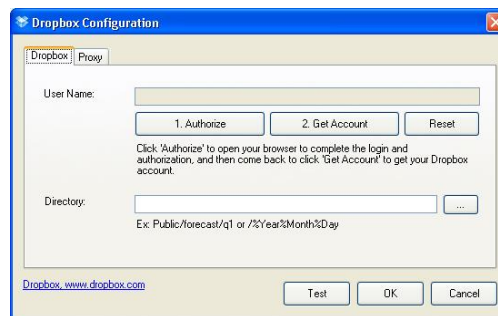 Dropbox Configuration
Dropbox Proxy
User Name:
1. Authorize 2. Get Account Reset
Click 'Authorize' to open your browser to complete the login and
authorization, and then come back to click 'Get Account' to get your Dropbox
account.
Directory: ...
Ex: Public/forecast/q1 or /%Year%Month%Day
Dropbox, www.dropbox.com
Test OK Cancel